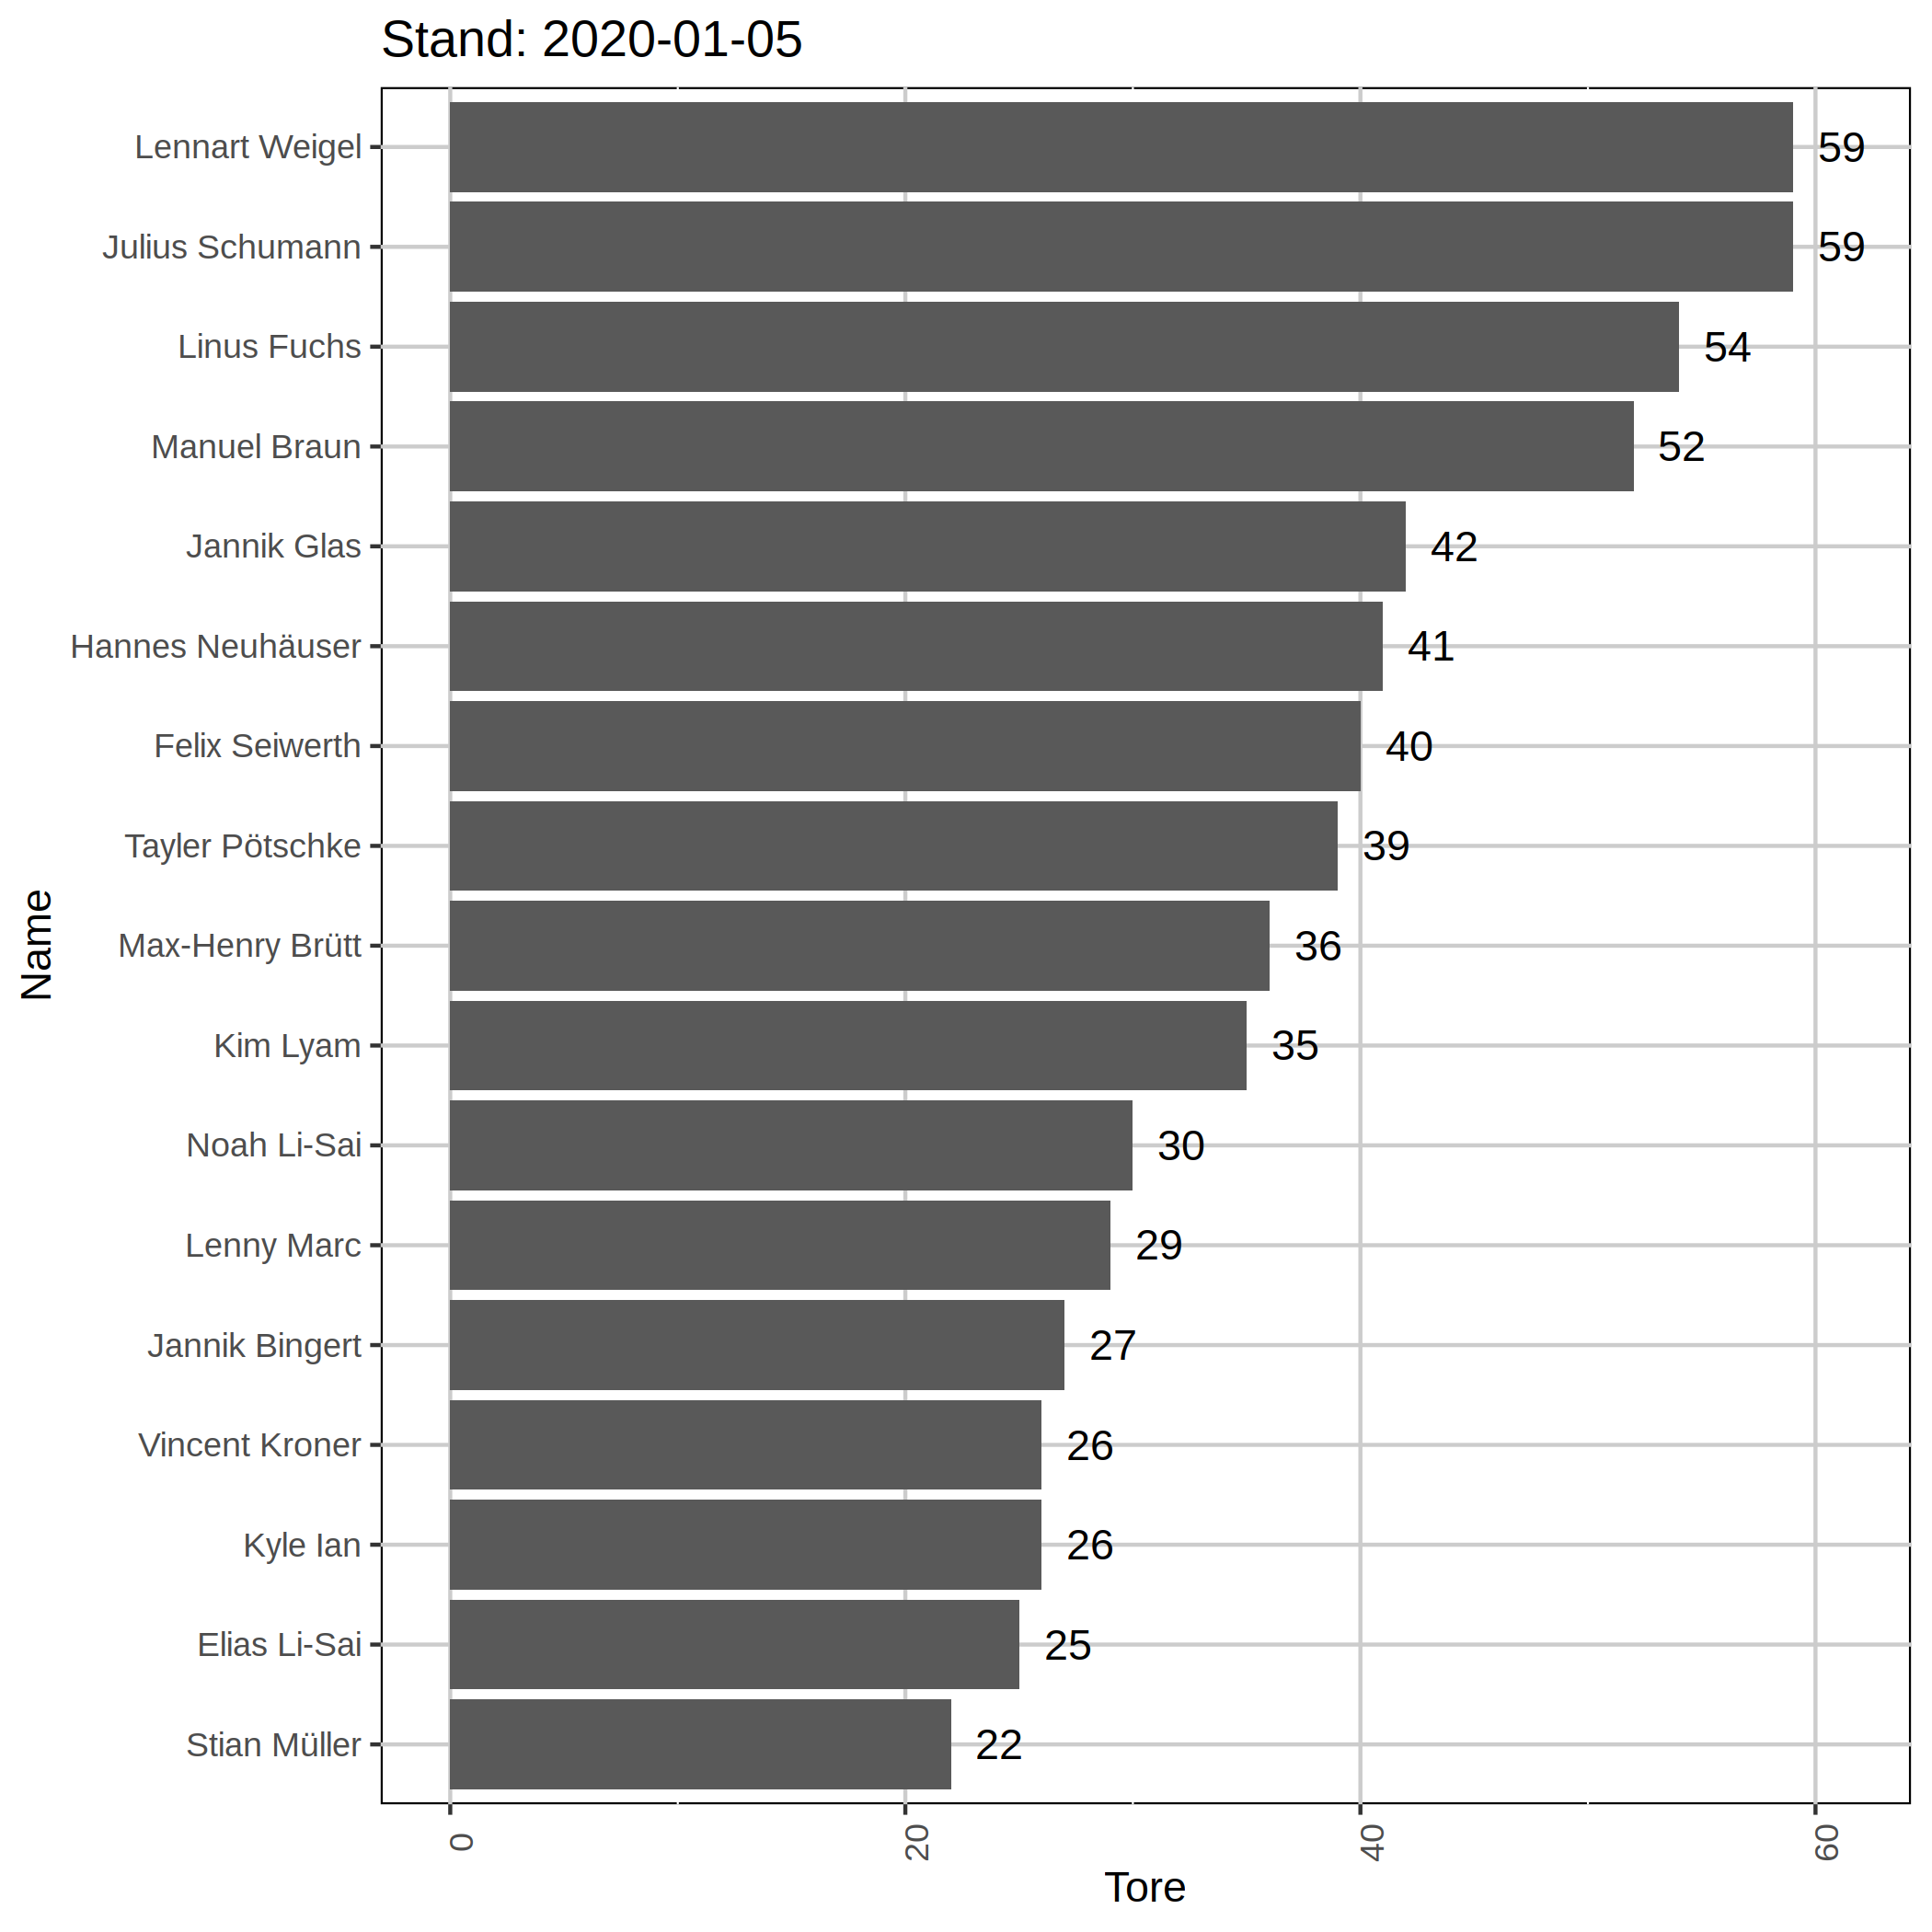 Stand: 2020-01-05
Lennart Weigel 59
Julius Schumann 59
Linus Fuchs 54
Manuel Braun 52
Jannik Glas 42
Hannes Neuhäuser 41
Felix Seiwerth 40
Tayler Pötschke 39
Max-Henry Brütt 36
Kim Lyam 35
Noah Li-Sai 30
Lenny Marc 29
Jannik Bingert 27
Vincent Kroner 26
Kyle Ian 26
Elias Li-Sai 25
Stian Müller 22
Name
0 20 40 60
Tore